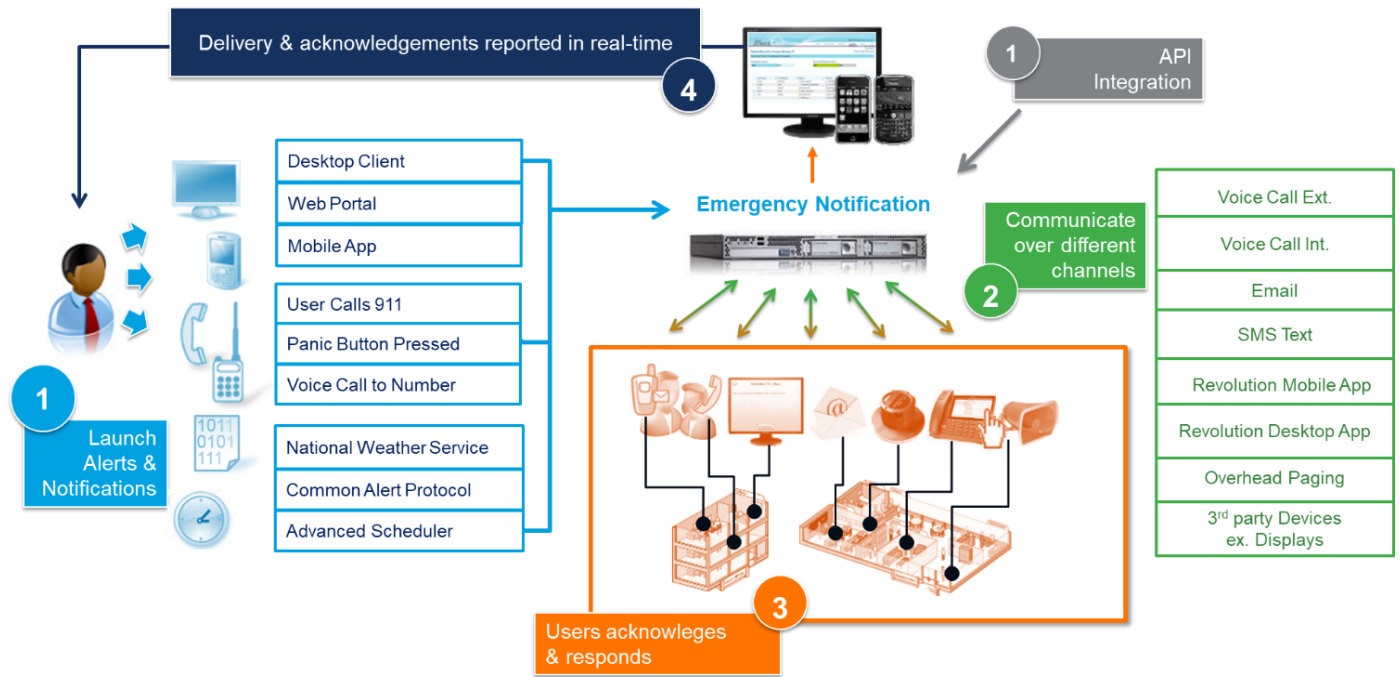 Delivery & acknowledgements reported in real-time
4
1
API
Integration
Desktop Client
Web Portal
Mobile App
User Calls 911
Panic Button Pressed
Voice Call to Number
National Weather Service
Common Alert Protocol
Advanced Scheduler
1
Launch
Alerts &
Notifications
1011
0101
111
Emergency Notification
Communicate
over different
channels
2
Voice Call Ext.
Voice Call Int.
Email
SMS Text
Revolution Mobile App
Revolution Desktop App
Overhead Paging
3rd party Devices
ex. Displays
@
3
Users acknowleges
& responds